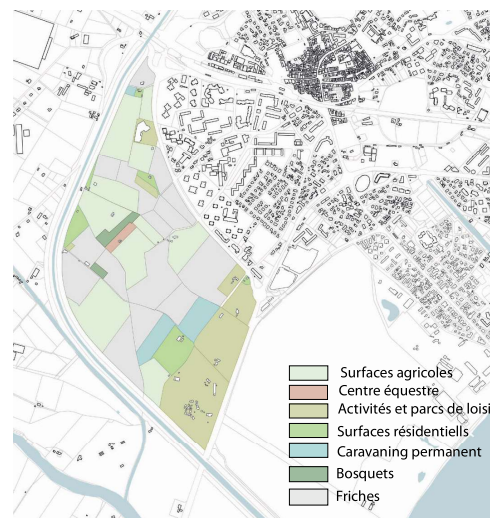 Surfaces agricoles
Centre équestre
Activités et parcs de loisi
Surfaces résidentiells
Caravaning permanent
Bosquets
Friches